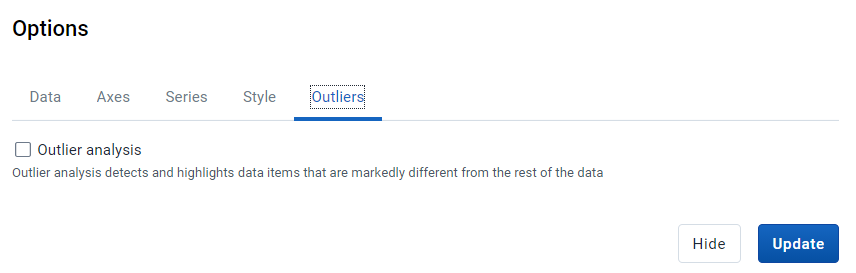 Options
Data Axes Series Style Outliers
Outlier analysis
Outlier analysis detects and highlights data items that are markedly different from the rest of the data
Hide Update